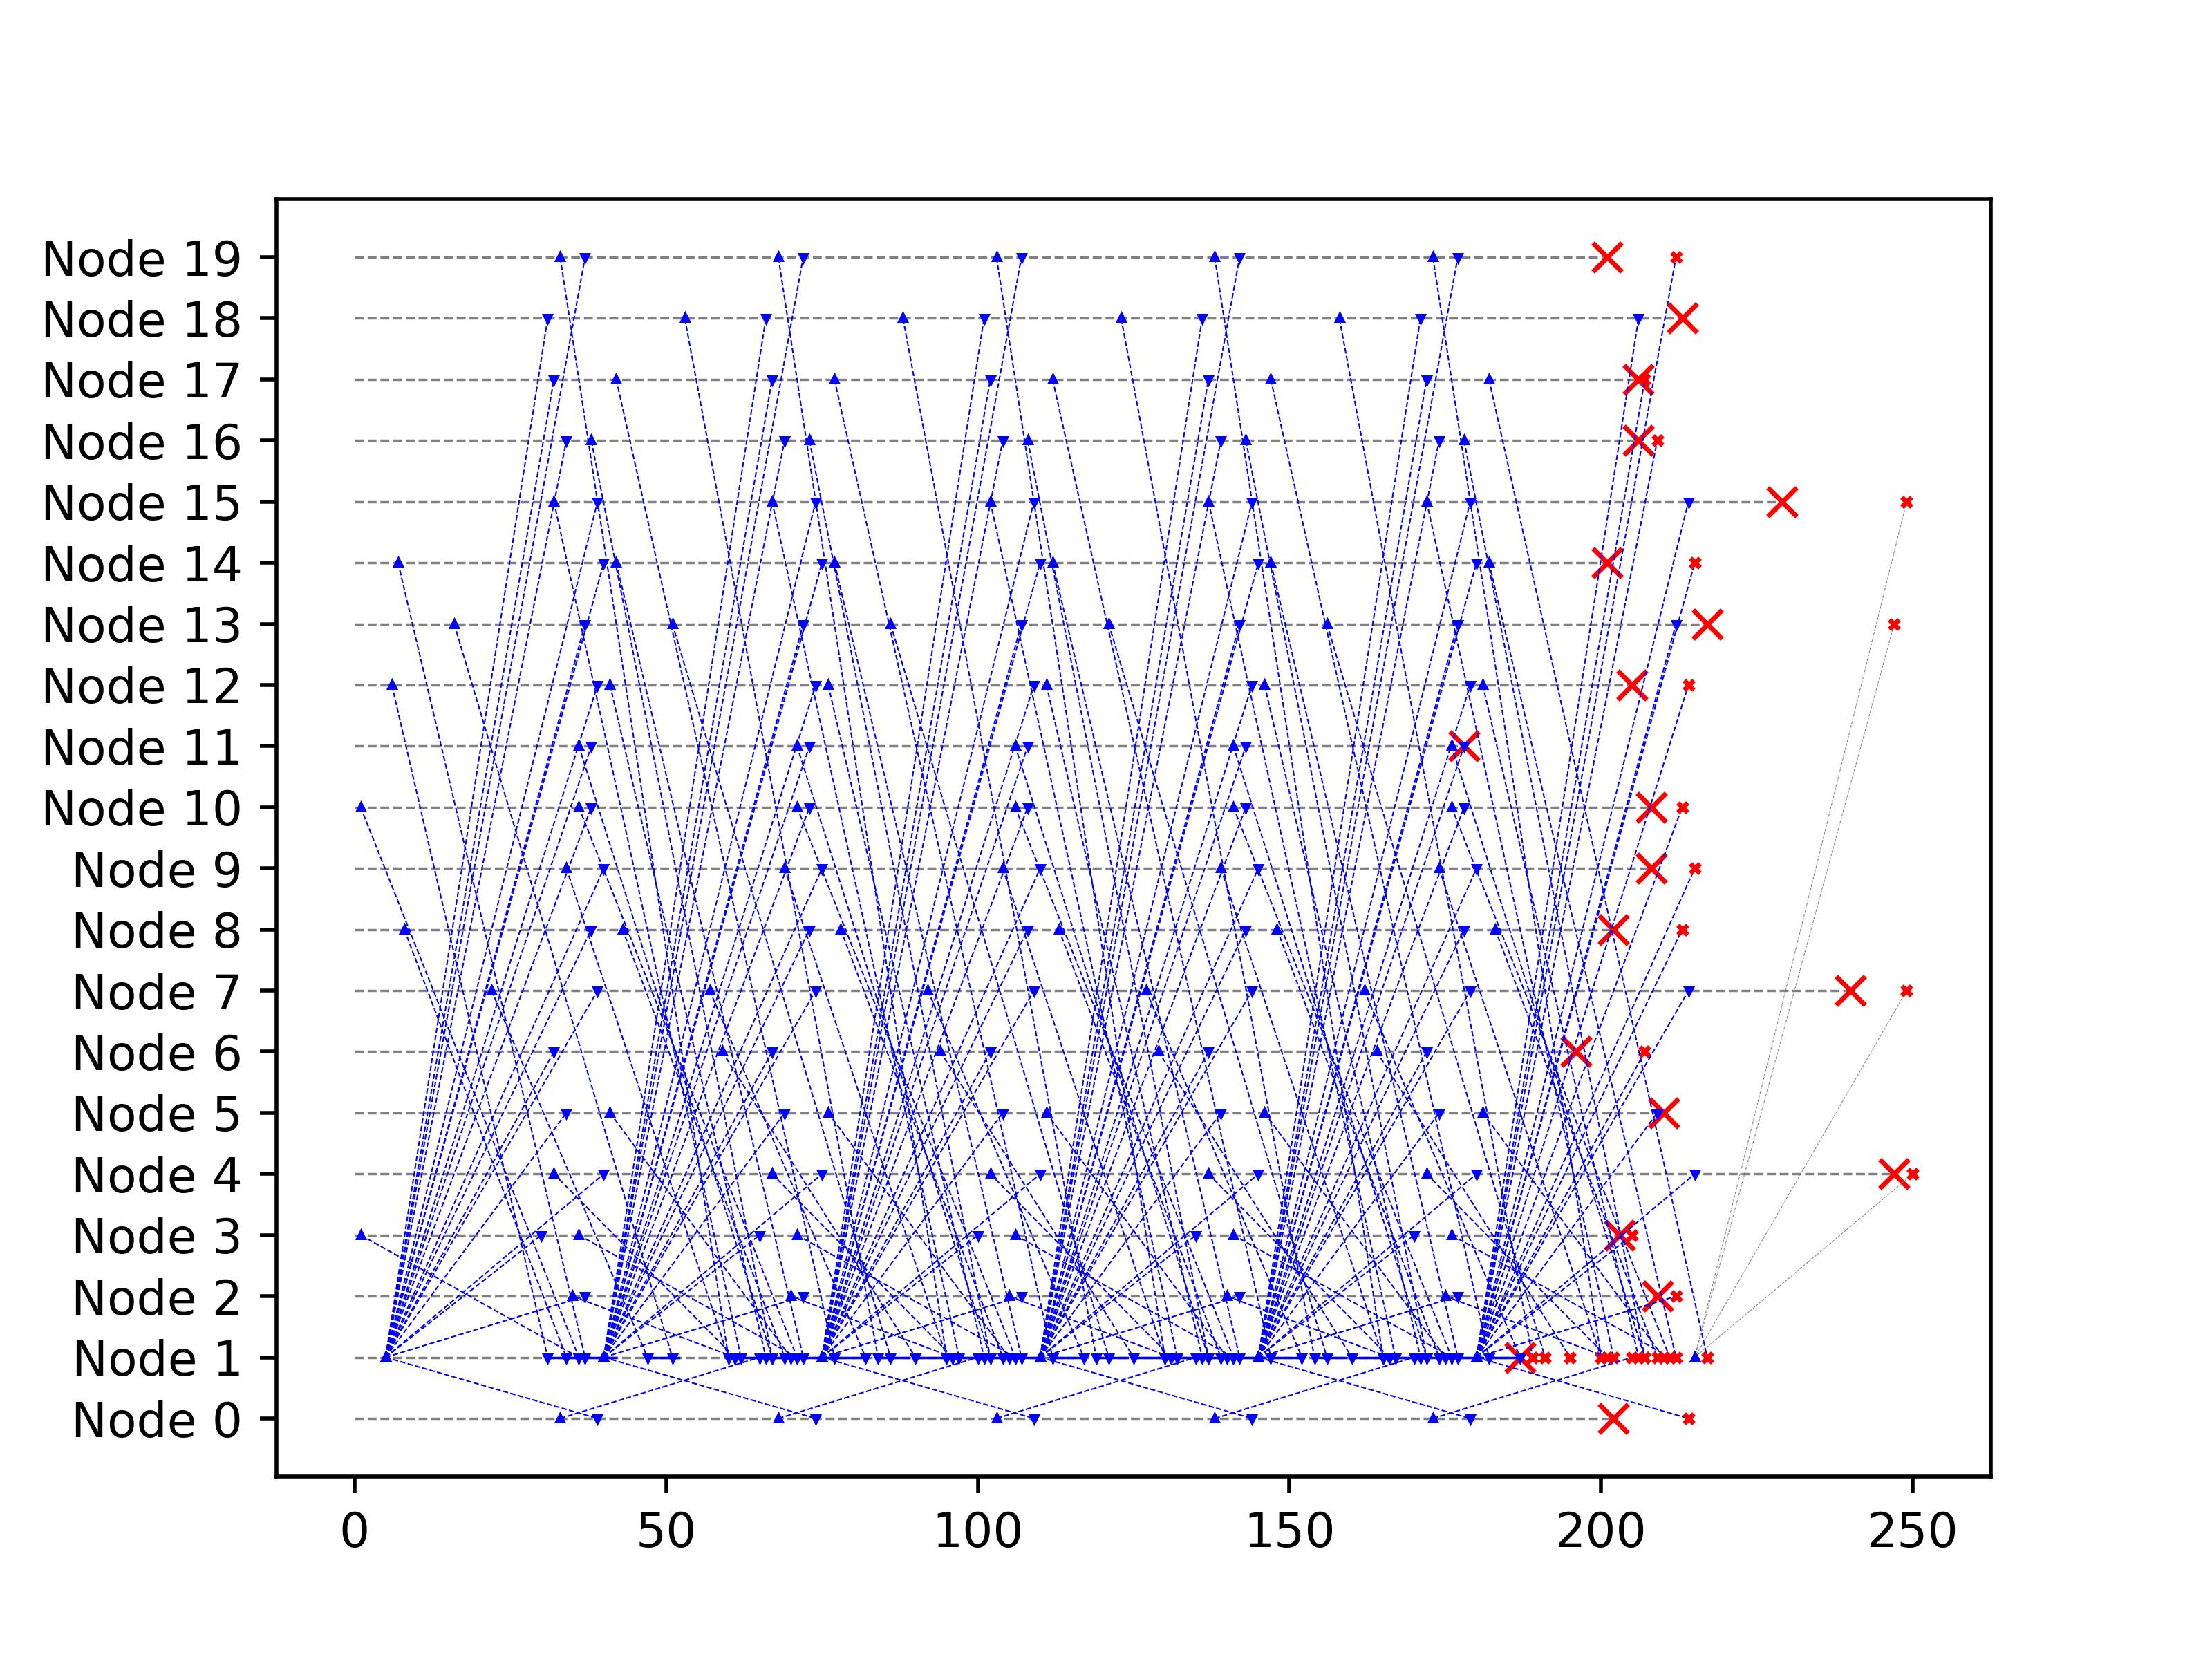 Node 19
Node 18
Node 17
Node 16
Node 15
Node 14
Node 13
Node 12
Node 11
Node 10
Node 9
Node 8
Node 7
Node 6
Node 5
Node 4
Node 3
Node 2
Node 1
Node 0
0 50 100 150 200 250